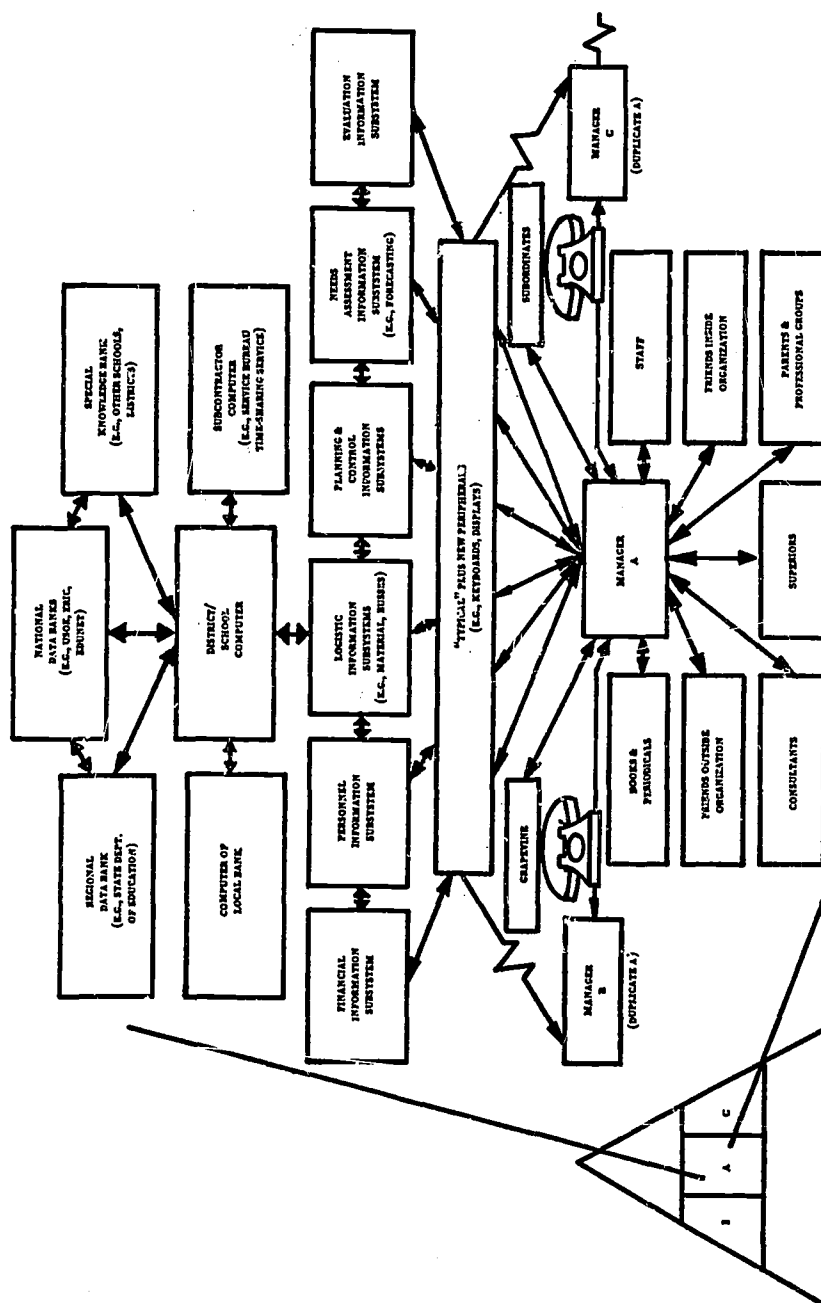 NATIONAL
DATA BANKS
(E.G., USOE, ERIC,
EDUNET)
REGIONAL
DATA BANK
(E.G., STATE DEPT.
OF EDUCATION)
SPECIAL
KNOWLEDGE BANK
(E.G., OTHER SCHOOLS,
DISTRICTS)
COMPUTER OF
LOCAL BANK
DISTRICT/
SCHOOL
COMPUTER
SUBCONTRACTOR
COMPUTER
(E.G., SERVICE BUREAU
TIME-SHARING SERVICE)
FINANCIAL
INFORMATION
SUBSYSTEM
PERSONNEL
INFORMATION
SUBSYSTEM
LOGISTIC
INFORMATION
SUBSYSTEMS
(E.G., MATERIAL, BUSSES)
PLANNING &
CONTROL
INFORMATION
SUBSYSTEMS
NEEDS
ASSESSMENT
INFORMATION
SUBSYSTEM
(E.G., FORECASTING)
EVALUATION
INFORMATION
SUBSYSTEM
"TYPICAL" PLUS NEW PERIPHERALS
(E.G., KEYBOARDS, DISPLAYS)
GRAPEVINE
SUBORDINATES
MANAGER
B
(DUPLICATE A)
MANAGER
C
(DUPLICATE A)
MANAGER
A
BOOKS &
PERIODICALS
STAFF
FRIENDS OUTSIDE
ORGANIZATION
FRIENDS INSIDE
ORGANIZATION
CONSULTANTS
SUPERIORS
PARENTS &
PROFESSIONAL GROUPS
B
A
C